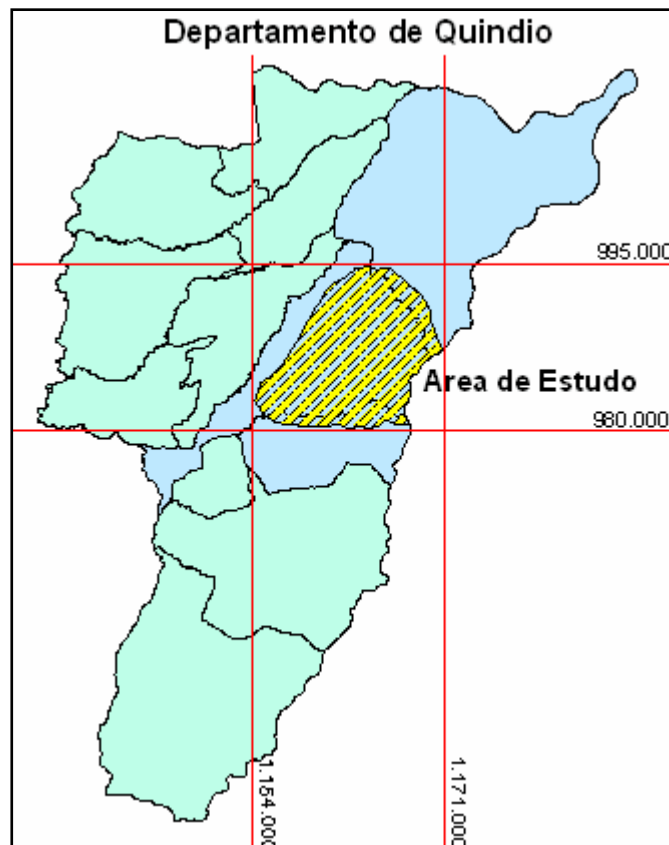 Departamento de Quindio
995.000
Area de Estudo
980.000
1.154.000
1.171.000